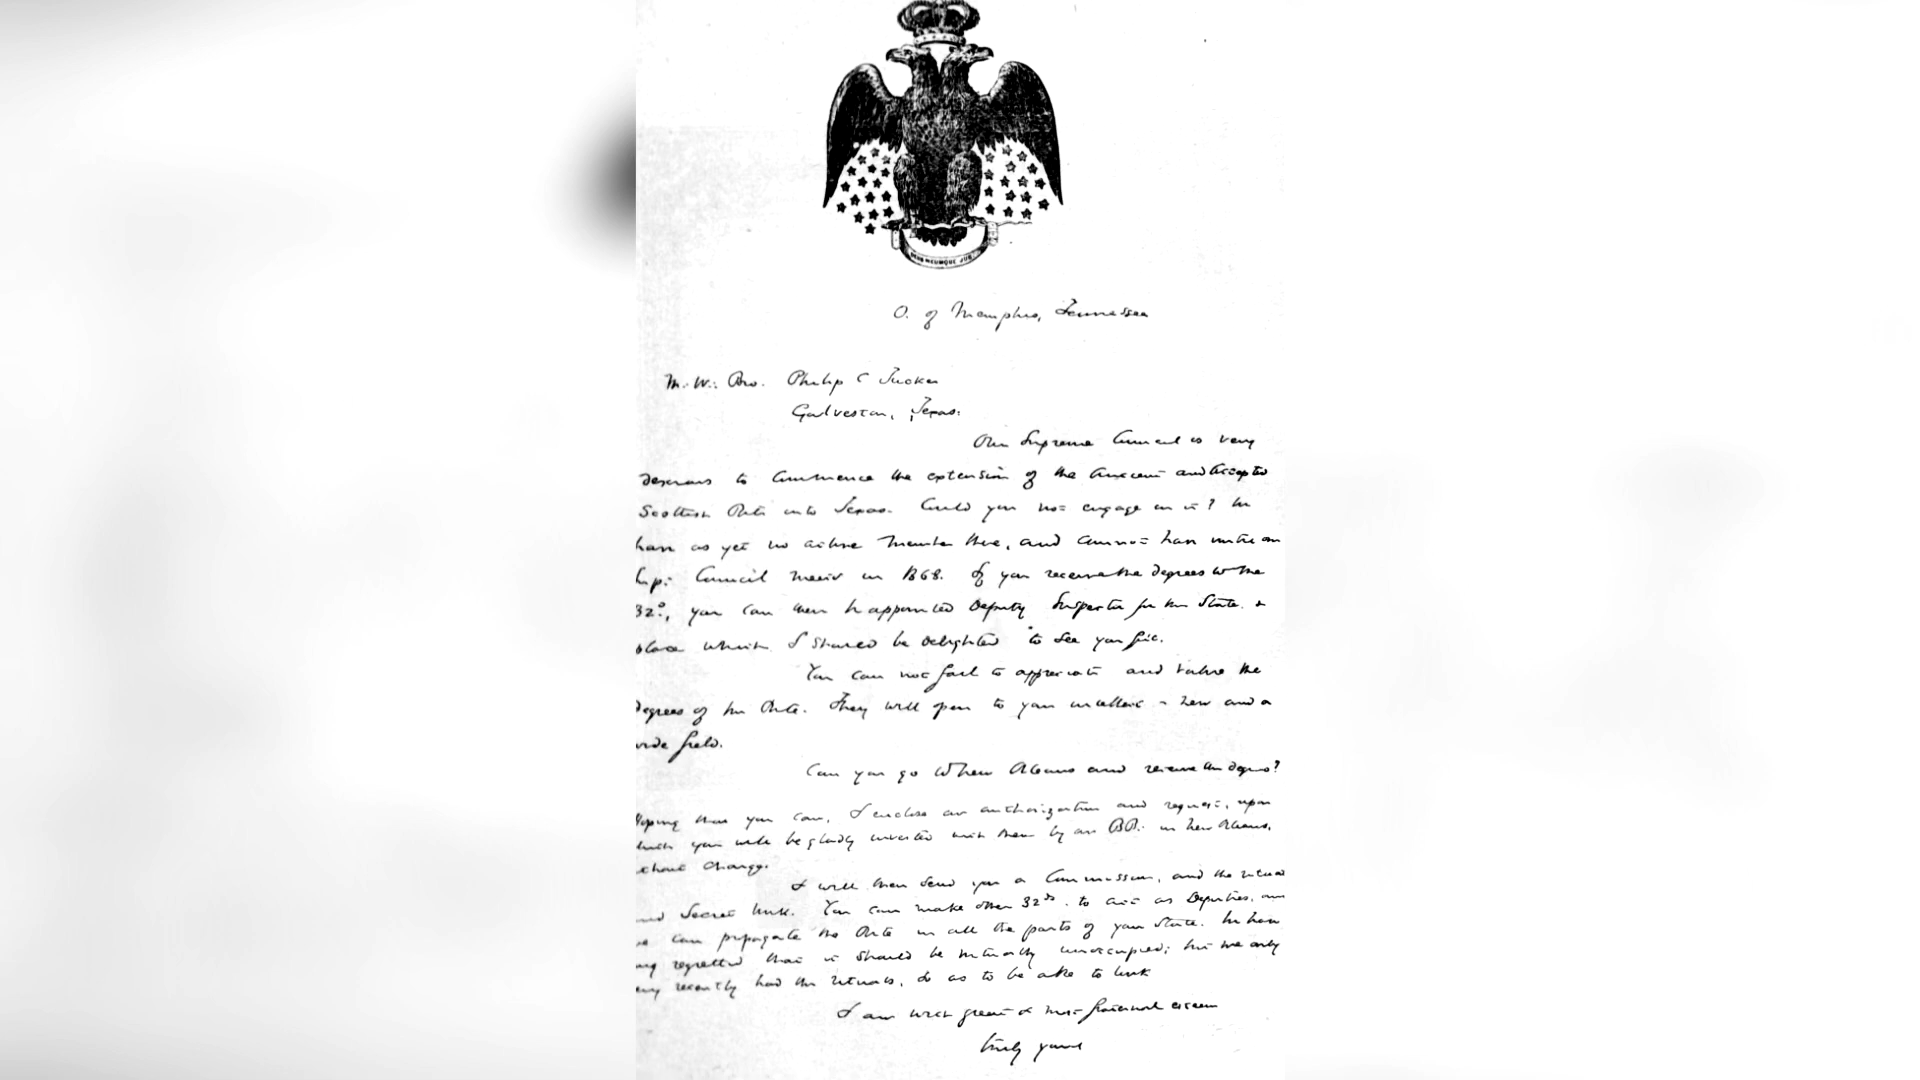 DEUS MEUMQUE JUS
O. of Memphis, Tennessee
M. W. Bro. Philip C Tucker
Galveston, Texas.
Our Supreme Council is very
desirous to commence the extension of the Ancient and Accepted
Scottish Rite into Texas. Could you not engage in it? We
have as yet no active member there, and cannot have until our
Sup: Council meets in 1868. If you receive the degrees to the
32°, you can then be appointed Deputy Inspector for the State. a
place which I should be delighted to see you fill.
You can not fail to appreciate and value the
degrees of the Rite. They will open to you intellect a new and a
wide field.
Can you go to New Orleans and receive the degrees?
Hoping that you can, I enclose an authorization and request, upon
which you will be gladly invested with them by our BB. in New Orleans,
without charge.
I will then send you a Commission, and the rituals
and Secret Work. You can make other 32ds. to act as Deputies, and
we can propagate the Rite in all the parts of your State. We have
long regretted that it should be virtually unoccupied; but we only
very recently had the rituals, so as to be able to work
I am with great & most fraternal esteem
truly yours